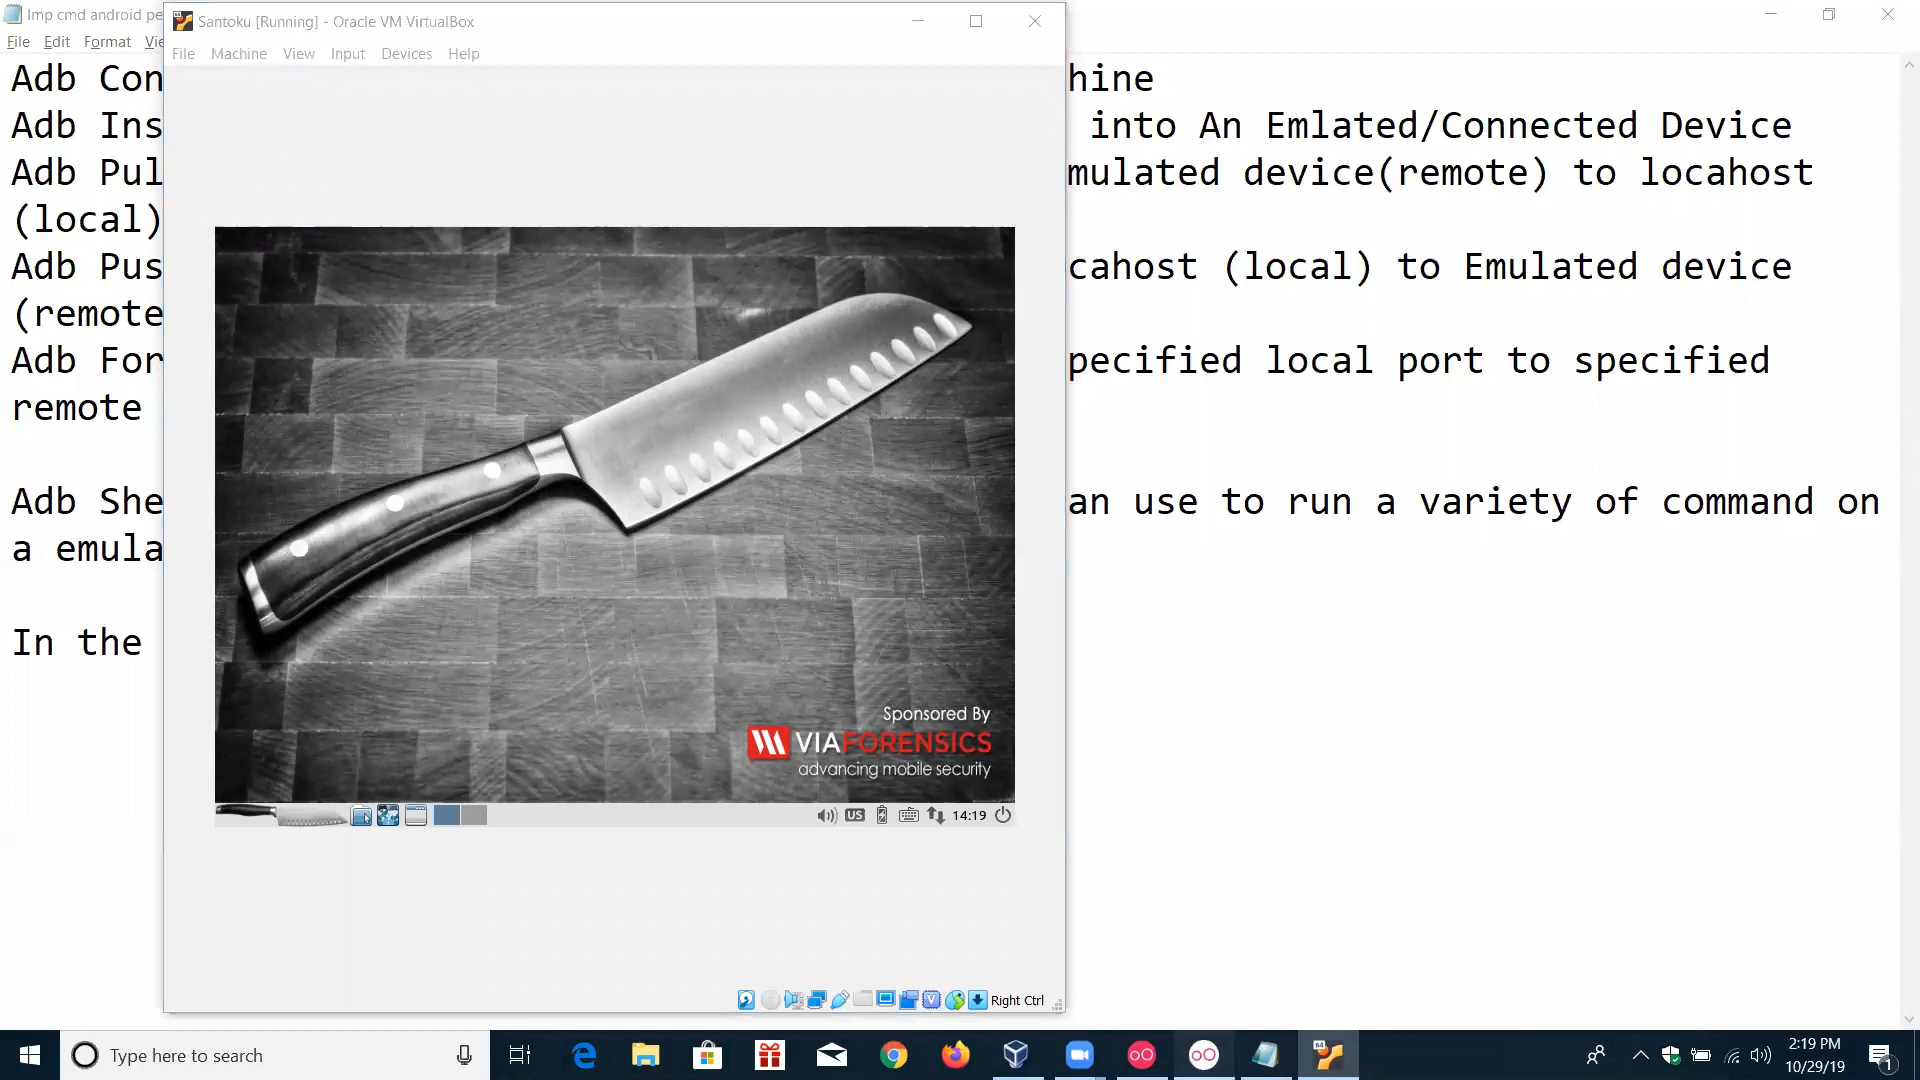 Imp cmd android pe
File Edit Format Vie
Santoku [Running] - Oracle VM VirtualBox
File Machine View Input Devices Help
Adb Con
hine
Adb Ins
into An Emlated/Connected Device
Adb Pul
mulated device(remote) to locahost
(local)
Adb Pus
cahost (local) to Emulated device
(remote
Adb For
pecified local port to specified
remote
Adb She
an use to run a variety of command on
a emula
In the
Sponsored By
VIAFORENSICS
advancing mobile security
US
14:19
V
Right Ctrl
Type here to search
64
2:19 PM
10/29/19
1